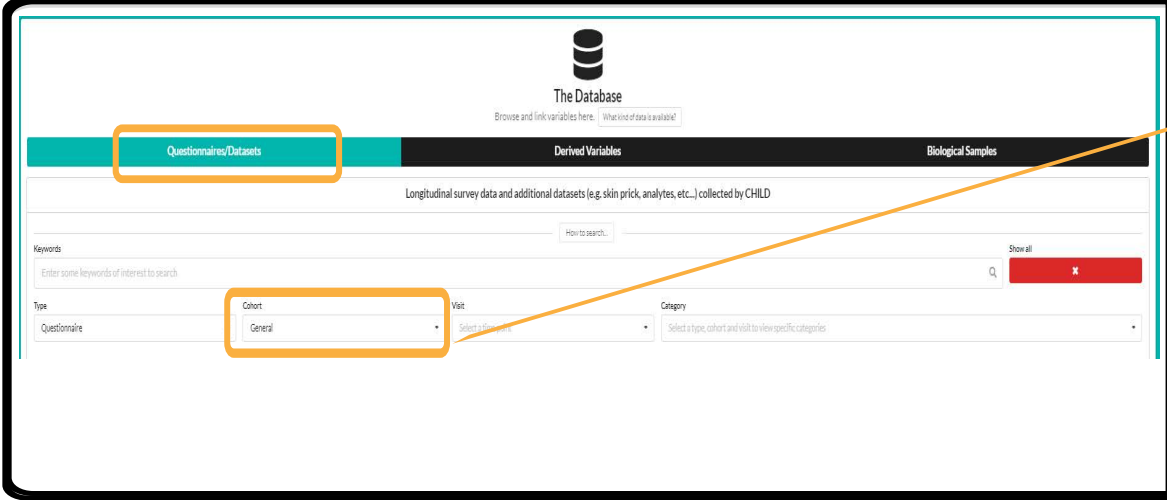 The Database
Browse and link variables here. What kind of data is available?
Questionnaires/Datasets Derived Variables Biological Samples
Longitudinal survey data and additional datasets (e.g. skin prick, analytes, etc...) collected by CHILD
How to search...
Keywords Show all
Enter some keywords of interest to search
Type Cohort Visit Category
Questionnaire General Select a time point Select a type, cohort and visit to view specific categories